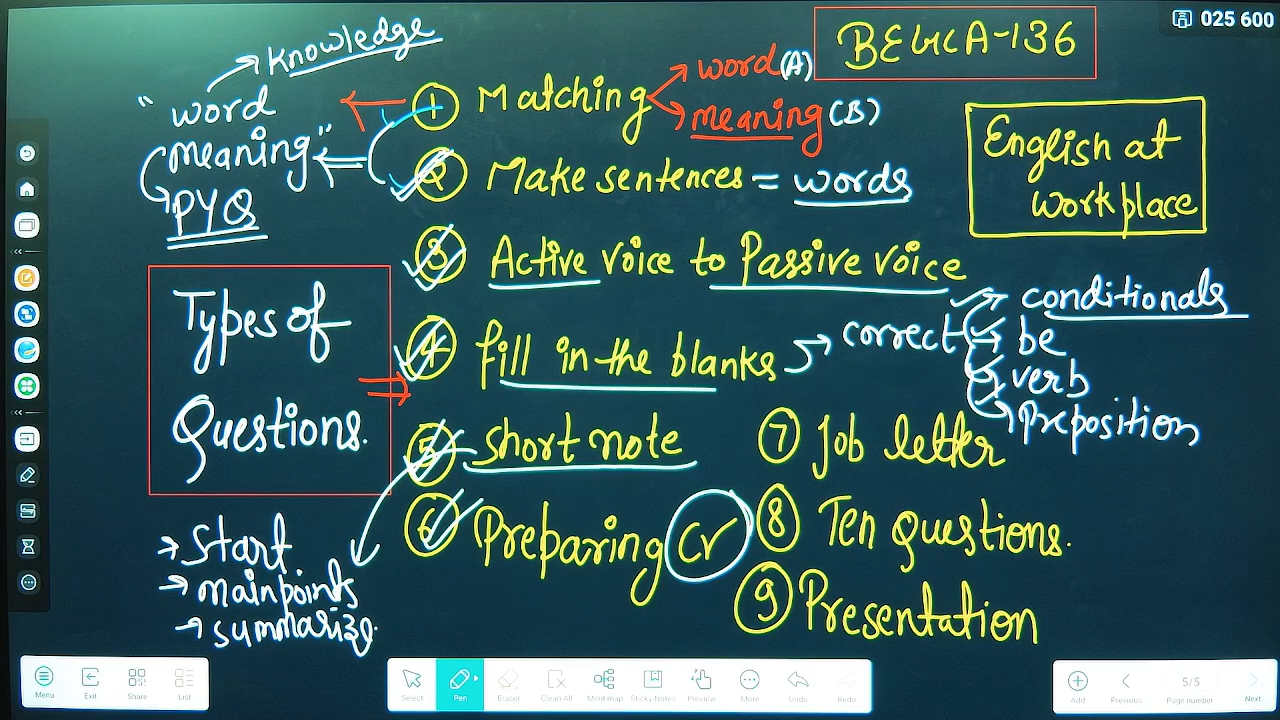 025 600
BEGLA-136
English at
workplace
Knowledge
"word
meaning"
PYQ
① Matching
word (A)
meaning (B)
② Make sentences = words
③ Active voice to Passive voice
④ fill in the blanks → correct
conditionals
be
verb
Preposition
⑤ short note
⑥ Preparing CV
⑦ Job letter
⑧ Ten Questions.
⑨ Presentation
Types of
Questions.
→ Start
→ mainpoints
→ summarize.
Menu Exit Share List
Select Pen Eraser Clean All Mind map Sticky Notes Preview More Undo Redo
Add Previous 5/5 Page number Next